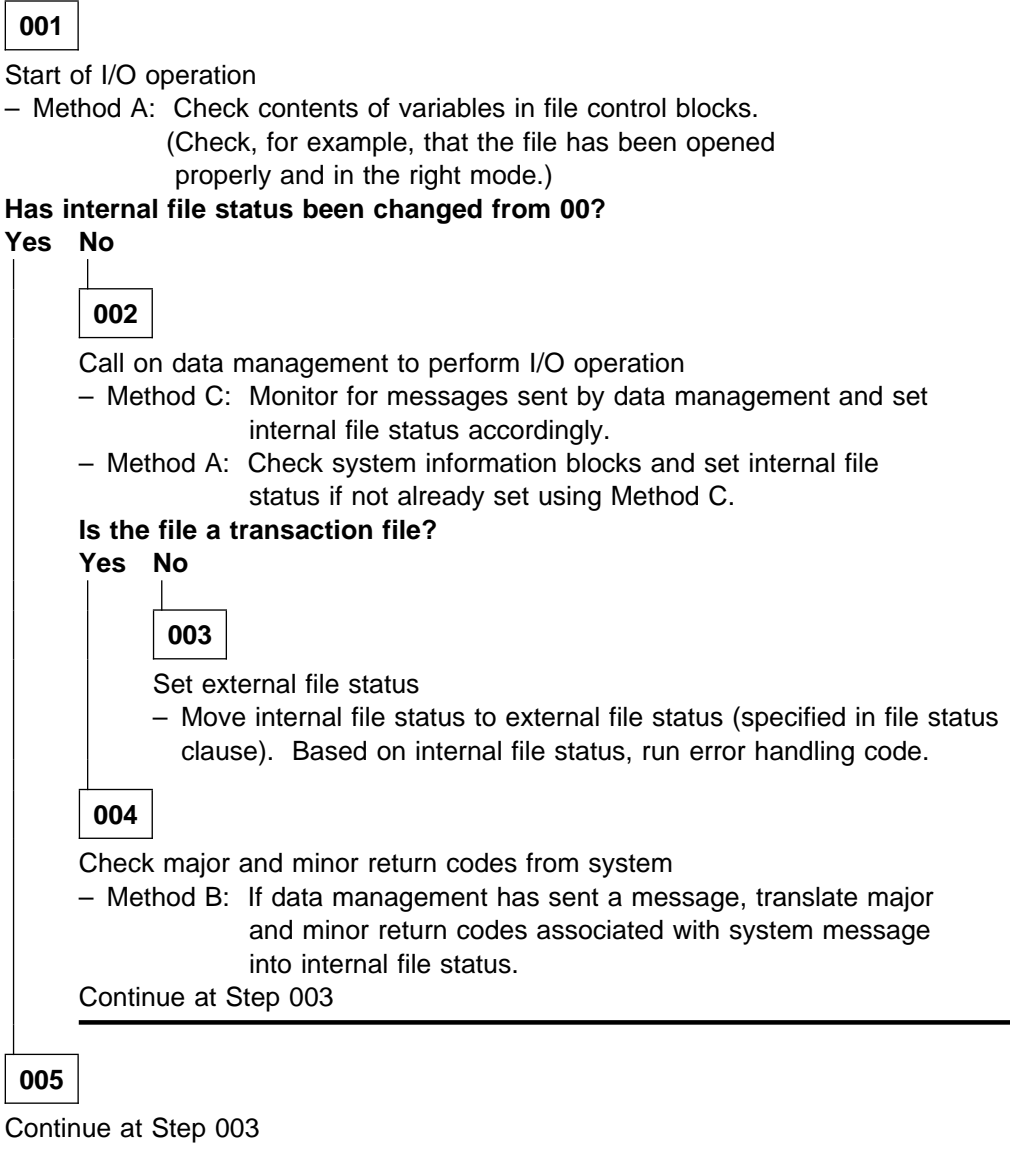 001
Start of I/O operation
– Method A: Check contents of variables in file control blocks.
(Check, for example, that the file has been opened
properly and in the right mode.)
Has internal file status been changed from 00?
Yes No
002
Call on data management to perform I/O operation
– Method C: Monitor for messages sent by data management and set
internal file status accordingly.
– Method A: Check system information blocks and set internal file
status if not already set using Method C.
Is the file a transaction file?
Yes No
003
Set external file status
– Move internal file status to external file status (specified in file status
clause). Based on internal file status, run error handling code.
004
Check major and minor return codes from system
– Method B: If data management has sent a message, translate major
and minor return codes associated with system message
into internal file status.
Continue at Step 003
005
Continue at Step 003